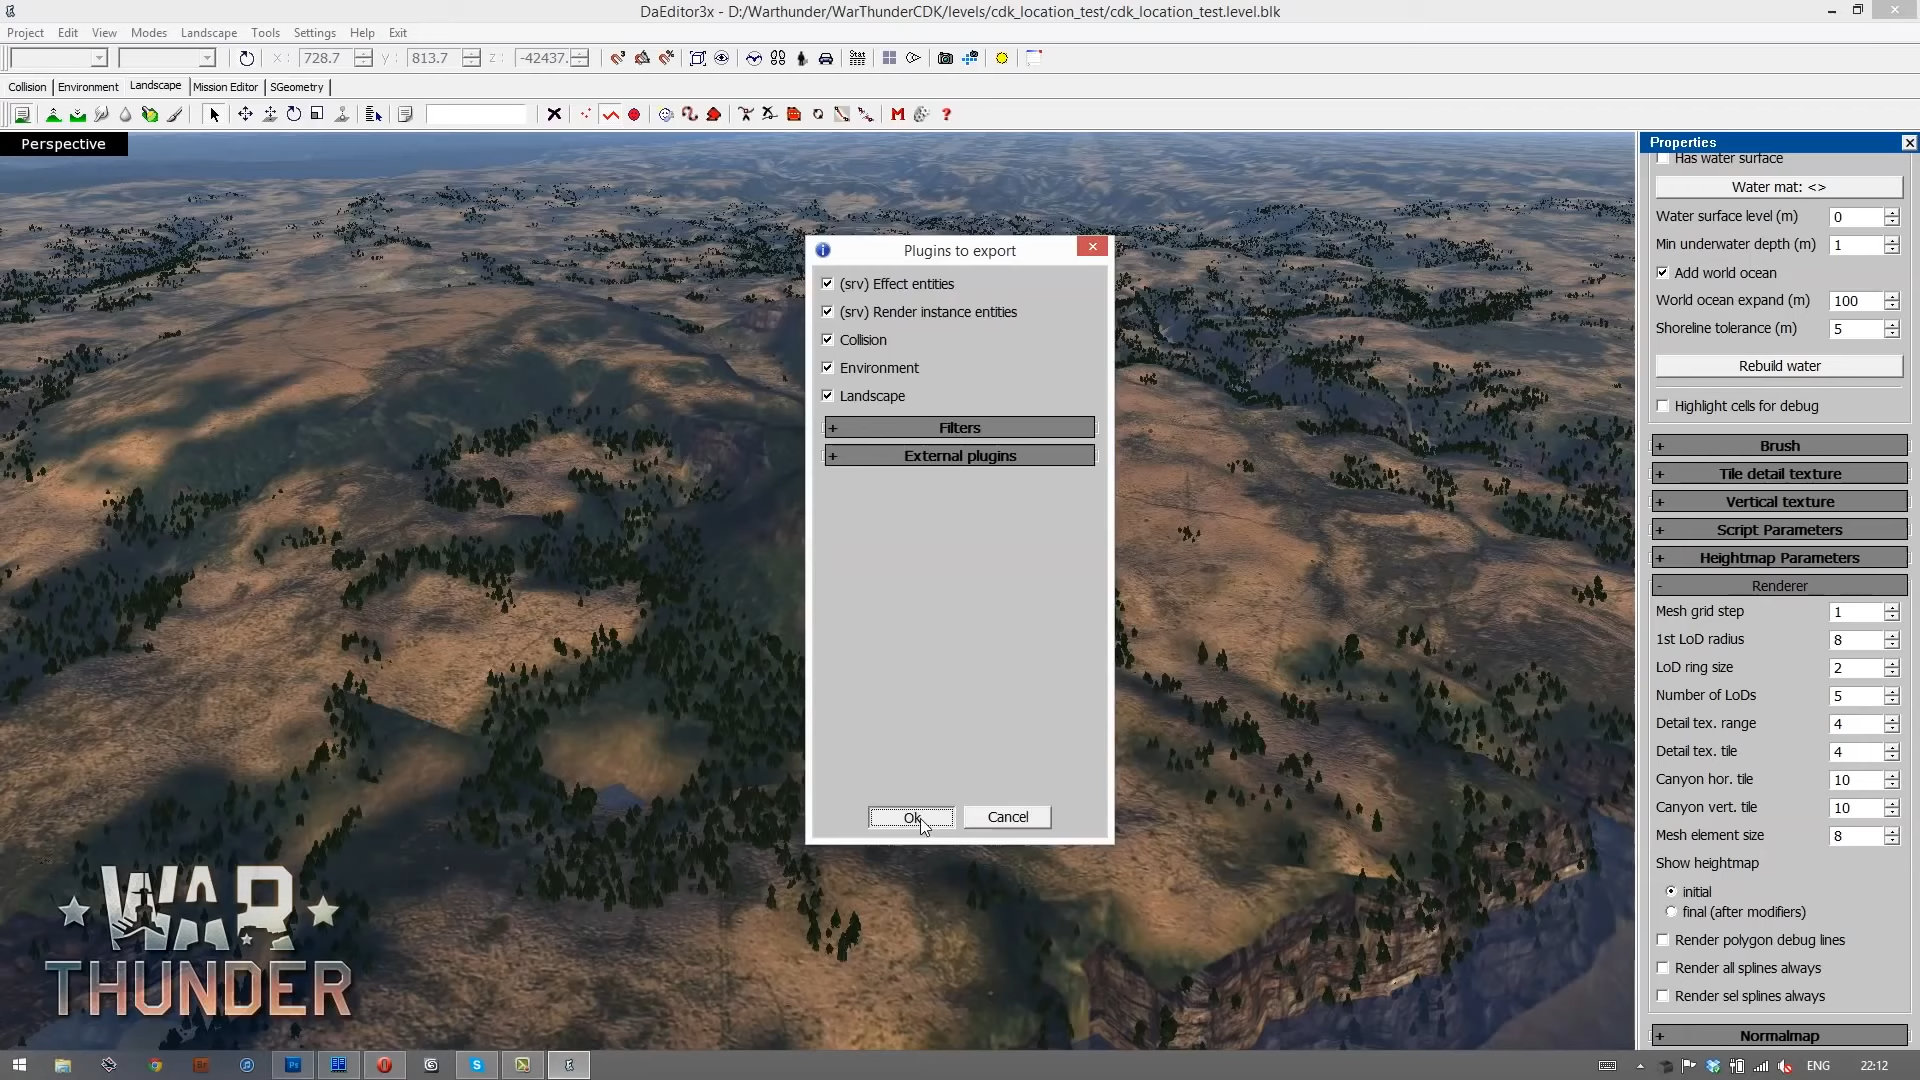 DaEditor3x - D:/Warthunder/WarThunderCDK/levels/cdk_location_test/cdk_location_test.level.blk
Project Edit View Modes Landscape Tools Settings Help Exit
X: 728.7 y: 813.7 z: -42437.
Collision Environment Landscape Mission Editor SGeometry
Perspective
Plugins to export
(srv) Effect entities
(srv) Render instance entities
Collision
Environment
Landscape
+ Filters
+ External plugins
Ok Cancel
Properties
Has water surface
Water mat: <>
Water surface level (m) 0
Min underwater depth (m) 1
Add world ocean
World ocean expand (m) 100
Shoreline tolerance (m) 5
Rebuild water
Highlight cells for debug
+ Brush
+ Tile detail texture
+ Vertical texture
+ Script Parameters
+ Heightmap Parameters
- Renderer
Mesh grid step 1
1st LoD radius 8
LoD ring size 2
Number of LoDs 5
Detail tex. range 4
Detail tex. tile 4
Canyon hor. tile 10
Canyon vert. tile 10
Mesh element size 8
Show heightmap
initial
final (after modifiers)
Render polygon debug lines
Render all splines always
Render sel splines always
+ Normalmap
WAR
THUNDER
ENG 22:12